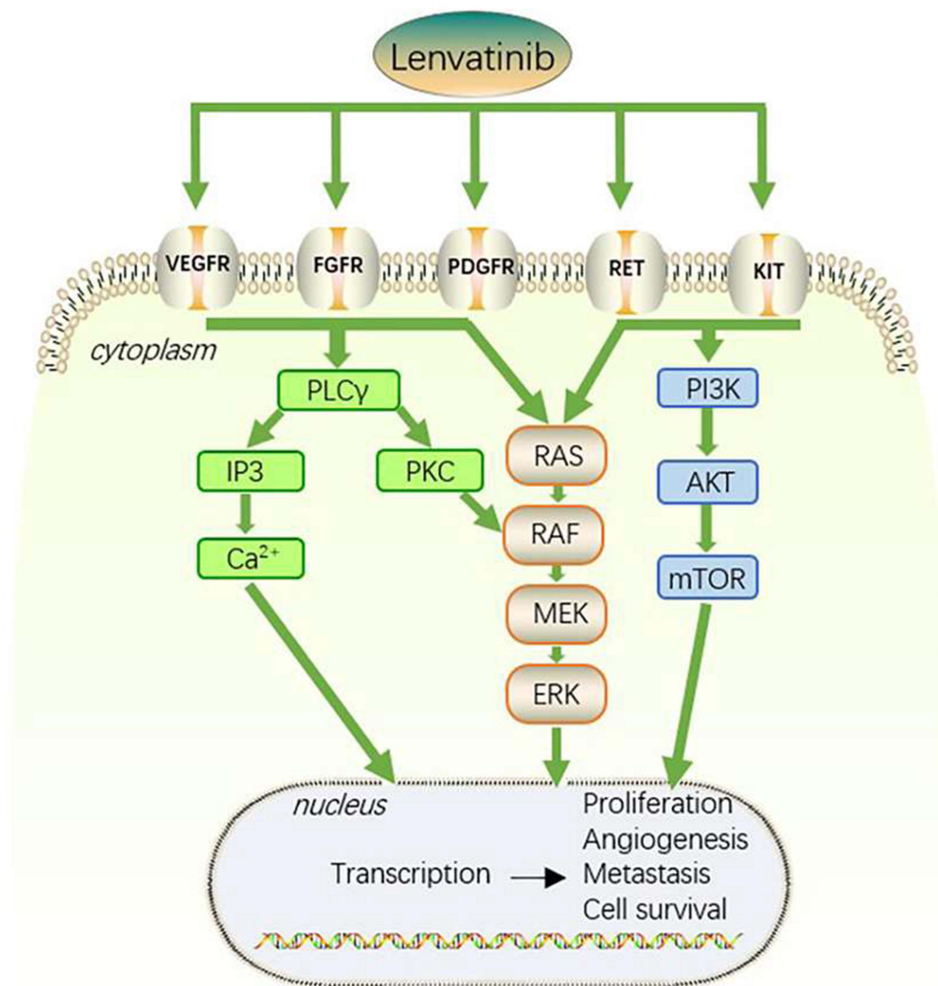 Lenvatinib
VEGFR
FGFR
PDGFR
RET
KIT
cytoplasm
PLCγ
PI3K
IP3
PKC
RAS
AKT
Ca²⁺
RAF
mTOR
MEK
ERK
nucleus
Proliferation
Angiogenesis
Transcription
Metastasis
Cell survival